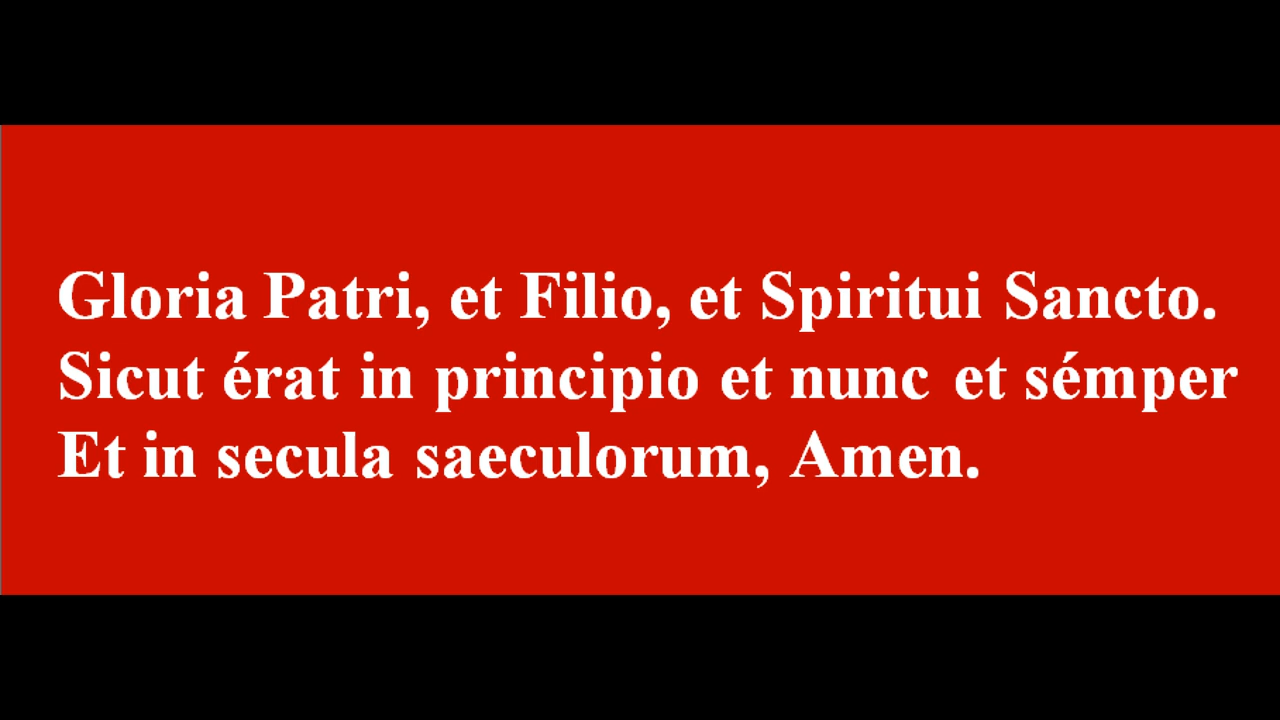 Gloria Patri, et Filio, et Spiritui Sancto.
Sicut érat in principio et nunc et sémper
Et in secula saeculorum, Amen.